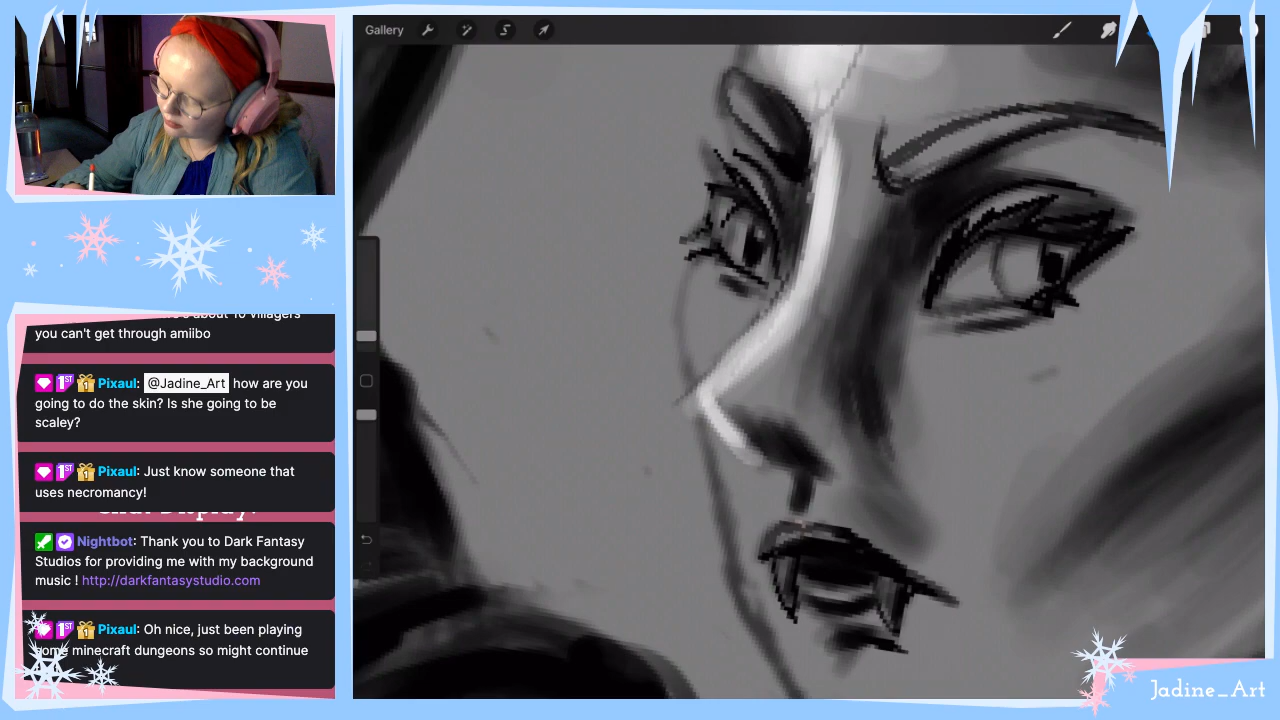 Gallery
you can't get through amiibo
Pixaul: @Jadine_Art how are you
going to do the skin? Is she going to be
scaley?
Pixaul: Just know someone that
uses necromancy!
Nightbot: Thank you to Dark Fantasy
Studios for providing me with my background
music ! http://darkfantasystudio.com
Pixaul: Oh nice, just been playing
some minecraft dungeons so might continue
Jadine_Art